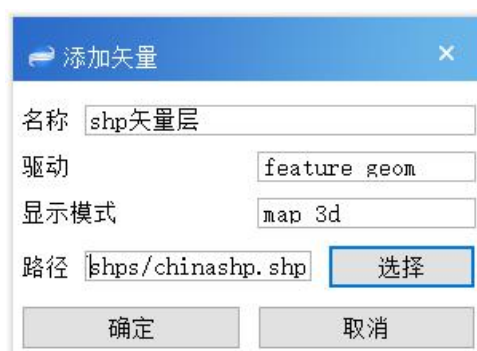 添加矢量
名称 shp矢量层
驱动 feature geom
显示模式 map 3d
路径 shps/chinashp.shp 选择
确定 取消